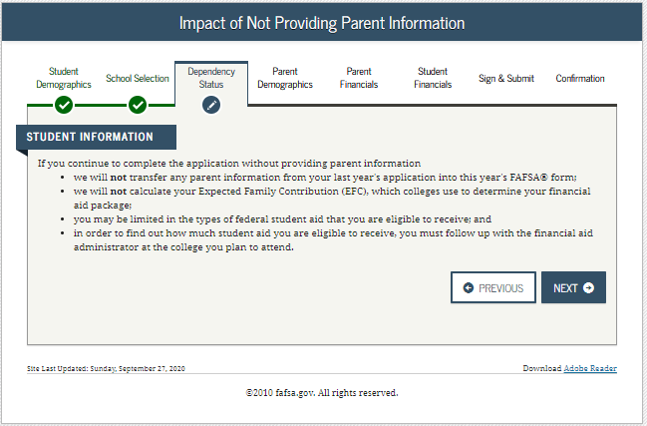 Impact of Not Providing Parent Information
Student Demographics
School Selection
Dependency Status
Parent Demographics
Parent Financials
Student Financials
Sign & Submit
Confirmation
STUDENT INFORMATION
If you continue to complete the application without providing parent information
• we will not transfer any parent information from your last year's application into this year's FAFSA® form;
• we will not calculate your Expected Family Contribution (EFC), which colleges use to determine your financial
aid package;
• you may be limited in the types of federal student aid that you are eligible to receive; and
• in order to find out how much student aid you are eligible to receive, you must follow up with the financial aid
administrator at the college you plan to attend.
PREVIOUS
NEXT
Site Last Updated: Sunday, September 27, 2020
Download Adobe Reader
©2010 fafsa.gov. All rights reserved.